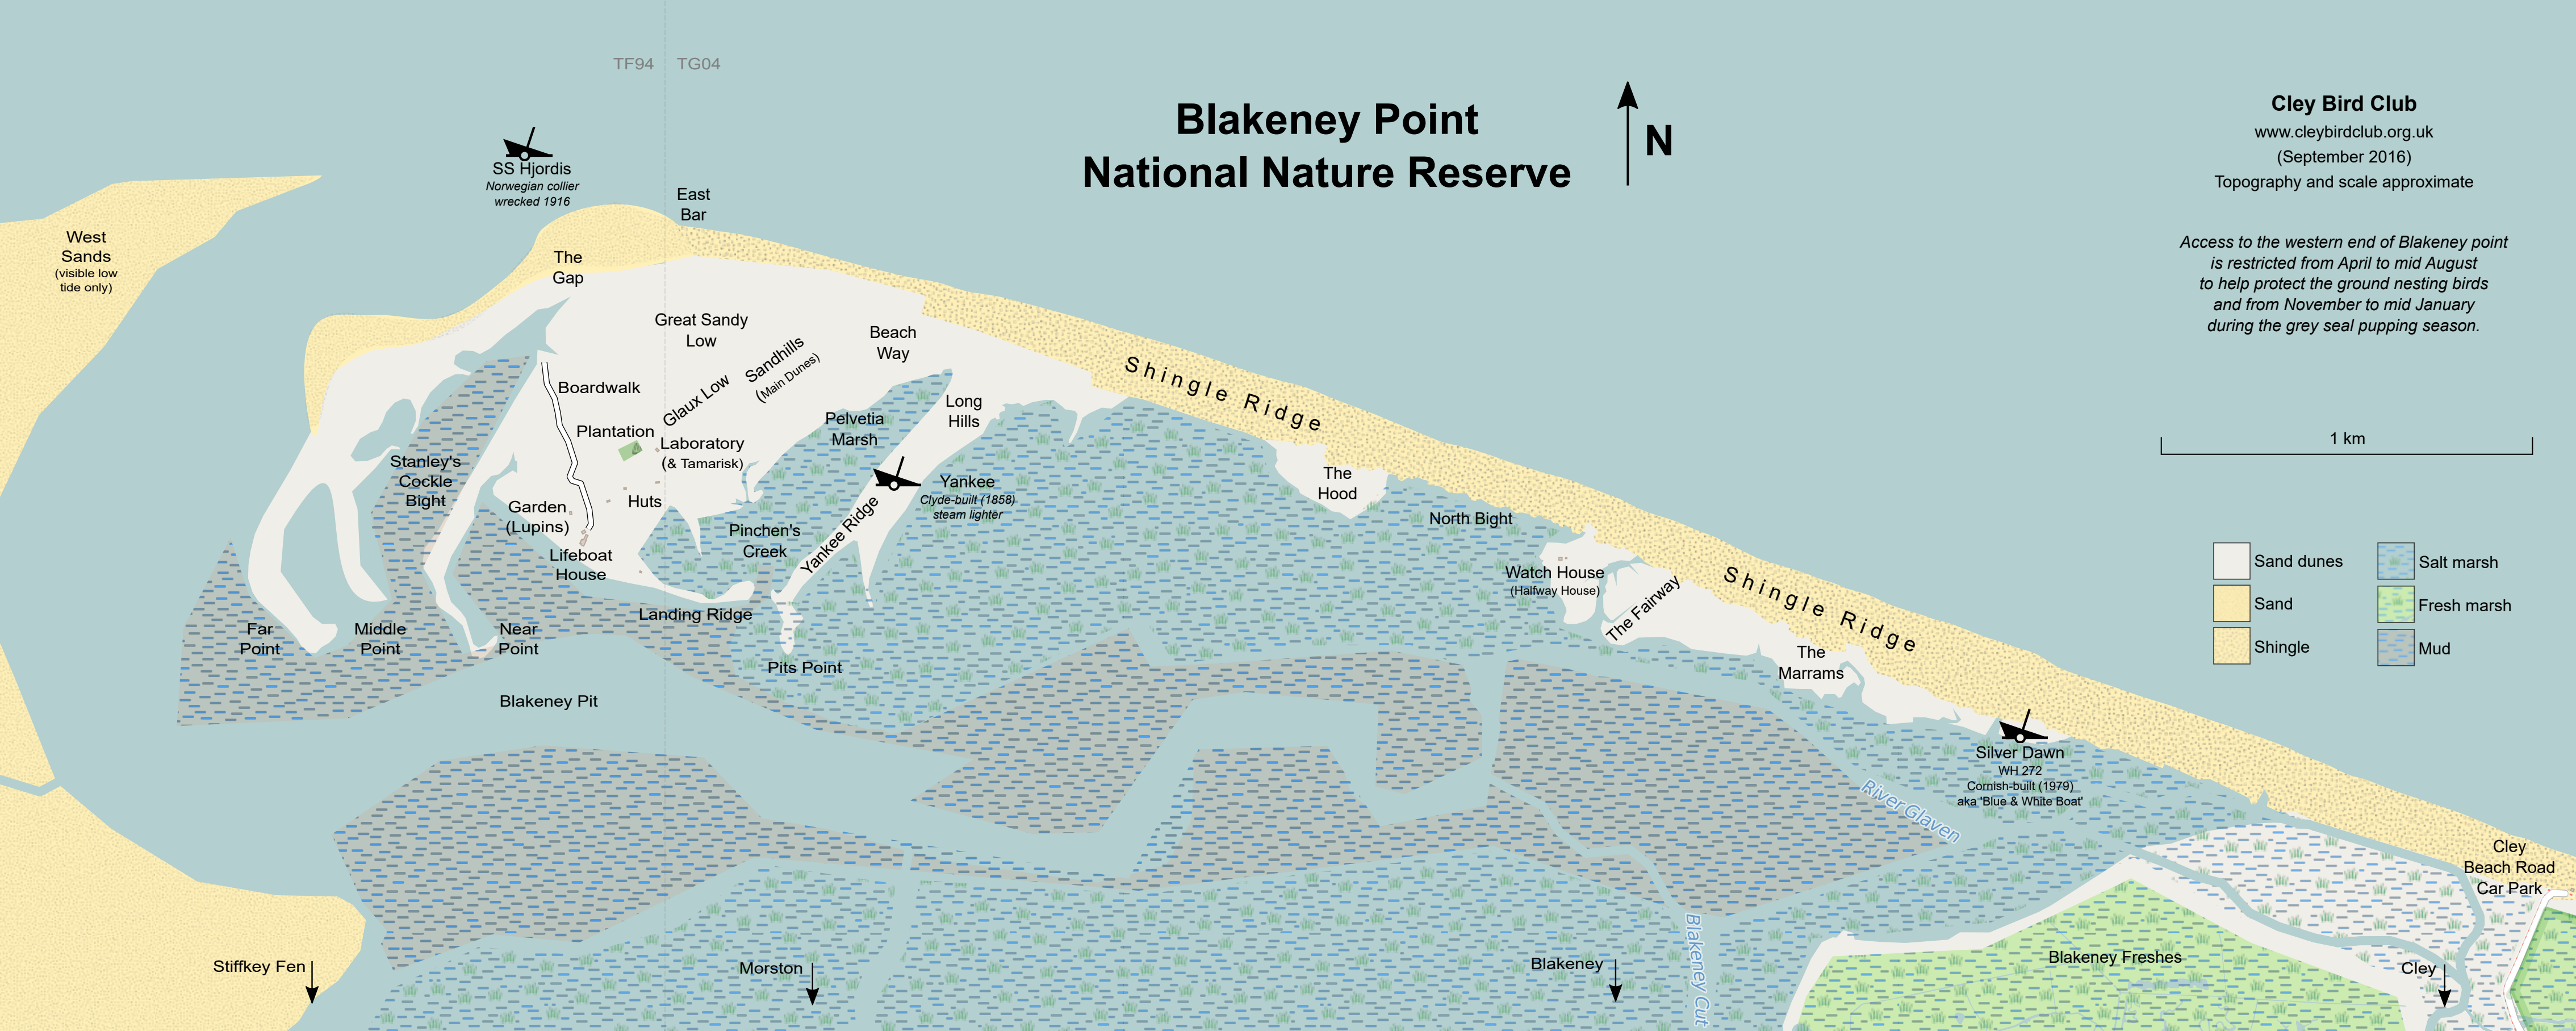 TF94
TG04
Blakeney Point
National Nature Reserve
N
Cley Bird Club
www.cleybirdclub.org.uk
(September 2016)
Topography and scale approximate
Access to the western end of Blakeney point
is restricted from April to mid August
to help protect the ground nesting birds
and from November to mid January
during the grey seal pupping season.
1 km
Sand dunes
Sand
Shingle
Salt marsh
Fresh marsh
Mud
SS Hjordis
Norwegian collier
wrecked 1916
East
Bar
West
Sands
(visible low
tide only)
The
Gap
Great Sandy
Low
Sandhills
(Main Dunes)
Beach
Way
Boardwalk
Glaux Low
Plantation
Laboratory
(& Tamarisk)
Pelvetia
Marsh
Long
Hills
Shingle Ridge
Stanley's
Cockle
Bight
Garden
(Lupins)
Huts
Lifeboat
House
Pinchen's
Creek
Yankee Ridge
Yankee
Clyde-built (1858)
steam lighter
The
Hood
North Bight
Watch House
(Halfway House)
The Fairway
Shingle Ridge
The
Marrams
Far
Point
Middle
Point
Near
Point
Landing Ridge
Pits Point
Blakeney Pit
Silver Dawn
WH 272
Cornish-built (1979)
aka 'Blue & White Boat'
River Glaven
Cley
Beach Road
Car Park
Blakeney Cut
Blakeney Freshes
Stiffkey Fen
Morston
Blakeney
Cley